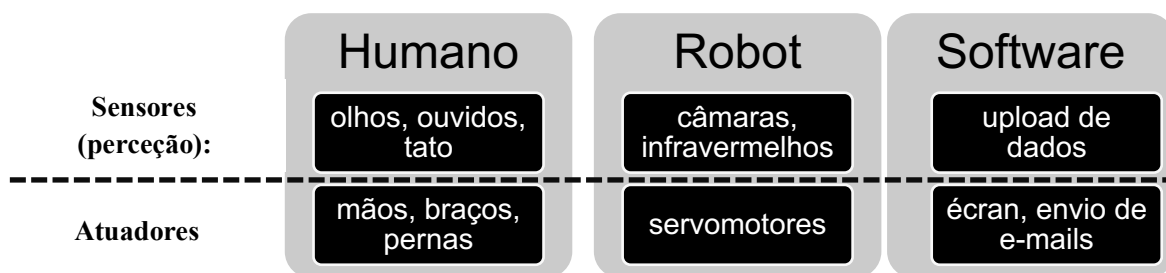 Humano
Robot
Software
Sensores
(perceção):
olhos, ouvidos,
tato
câmaras,
infravermelhos
upload de
dados
Atuadores
mãos, braços,
pernas
servomotores
écran, envio de
e-mails